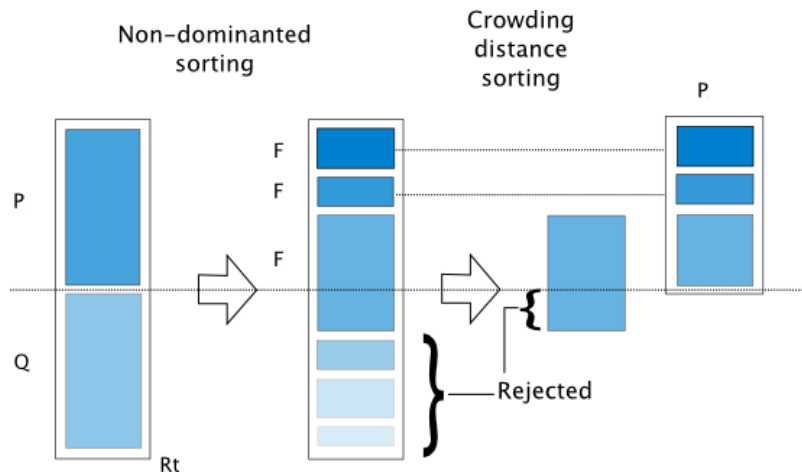 Non-dominanted
sorting
Crowding
distance
sorting
P
F
F
P
F
Q
Rejected
Rt